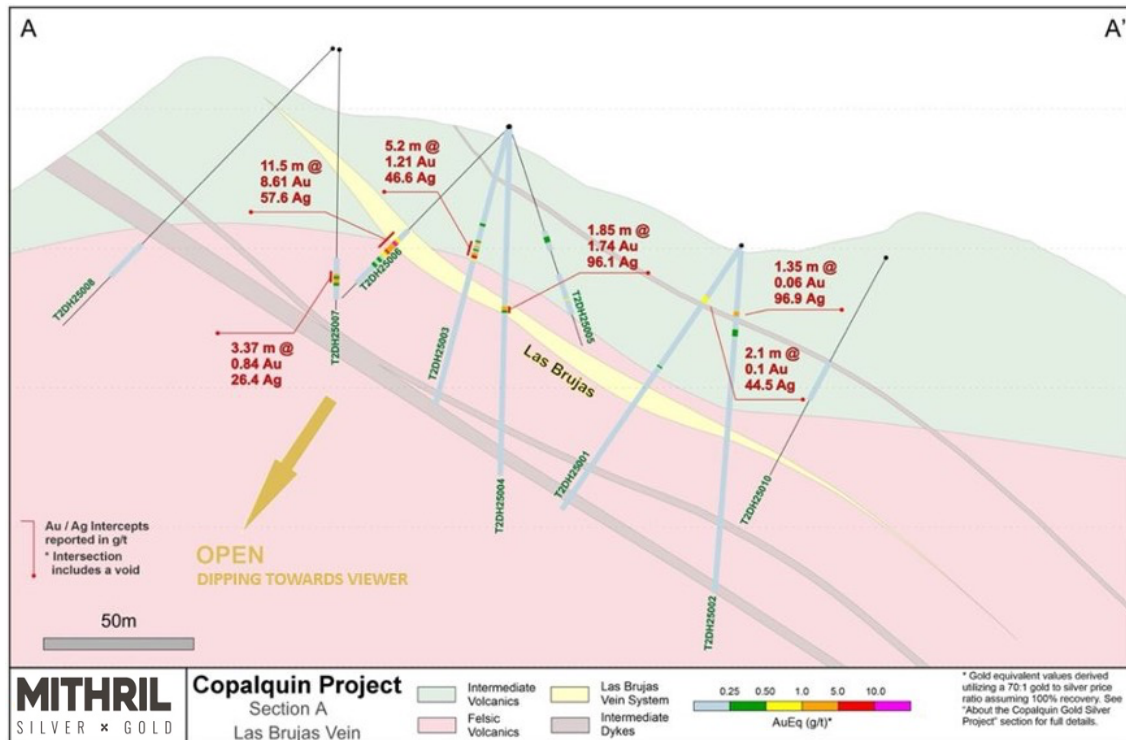 A
A'
11.5 m @
8.61 Au
57.6 Ag
5.2 m @
1.21 Au
46.6 Ag
1.85 m @
1.74 Au
96.1 Ag
1.35 m @
0.06 Au
96.9 Ag
2.1 m @
0.1 Au
44.5 Ag
3.37 m @
0.84 Au
26.4 Ag
T2DH25008
T2DH25007
T2DH25006
T2DH25003
T2DH25004
T2DH25005
T2DH25001
T2DH25002
T2DH25010
Las Brujas
OPEN
DIPPING TOWARDS VIEWER
Au / Ag Intercepts
reported in g/t
* Intersection
includes a void
50m
MITHRIL
SILVER × GOLD
Copalquin Project
Section A
Las Brujas Vein
Intermediate
Volcanics
Felsic
Volcanics
Las Brujas
Vein System
Intermediate
Dykes
0.25 0.50 1.0 5.0 10.0
AuEq (g/t)*
* Gold equivalent values derived
utilizing a 70:1 gold to silver price
ratio assuming 100% recovery. See
"About the Copalquin Gold Silver
Project" section for full details.